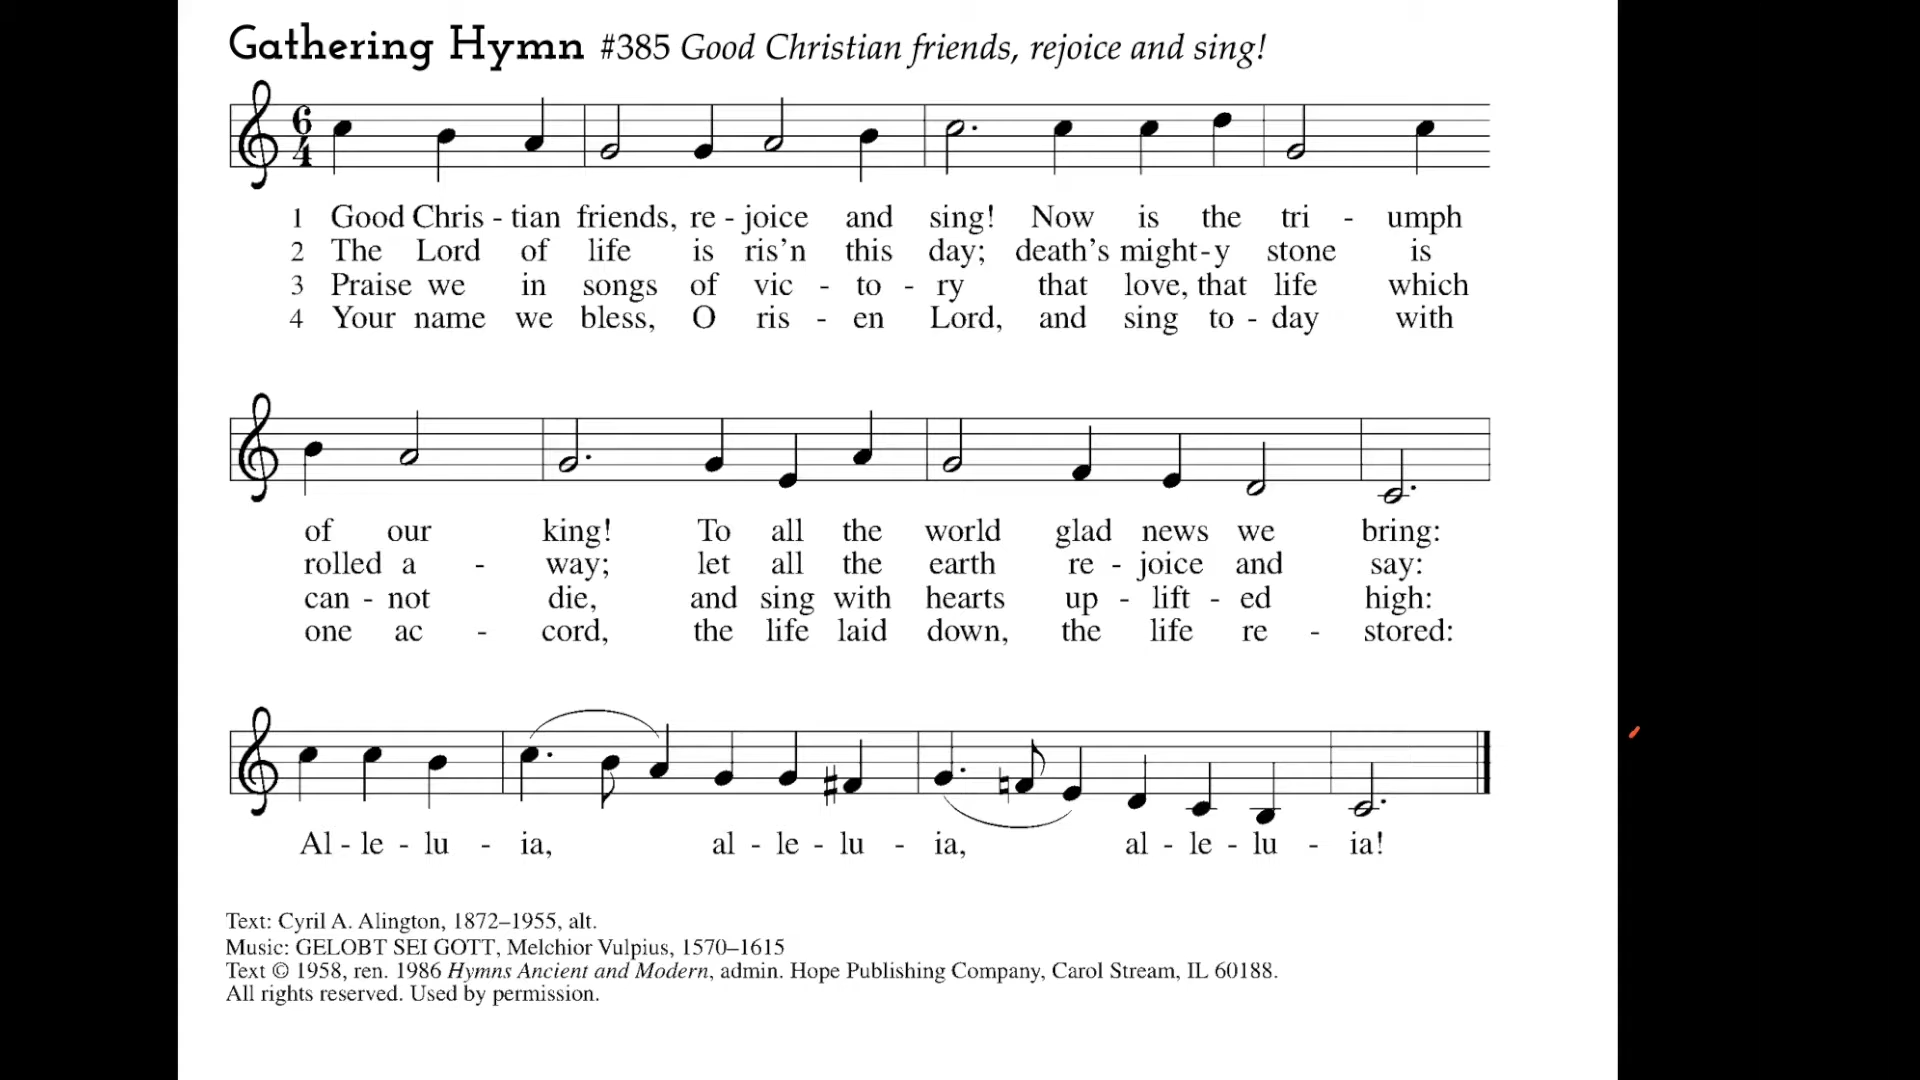 Gathering Hymn #385 Good Christian friends, rejoice and sing!
6
4
1 Good Chris - tian friends, re - joice and sing! Now is the tri - umph
2 The Lord of life is ris’n this day; death’s might - y stone is
3 Praise we in songs of vic - to - ry that love, that life which
4 Your name we bless, O ris - en Lord, and sing to - day with
of our king! To all the world glad news we bring:
rolled a - way; let all the earth re - joice and say:
can - not die, and sing with hearts up - lift - ed high:
one ac - cord, the life laid down, the life re - stored:
Al - le - lu - ia, al - le - lu - ia, al - le - lu - ia!
Text: Cyril A. Alington, 1872–1955, alt.
Music: GELOBT SEI GOTT, Melchior Vulpius, 1570–1615
Text © 1958, ren. 1986 Hymns Ancient and Modern, admin. Hope Publishing Company, Carol Stream, IL 60188.
All rights reserved. Used by permission.